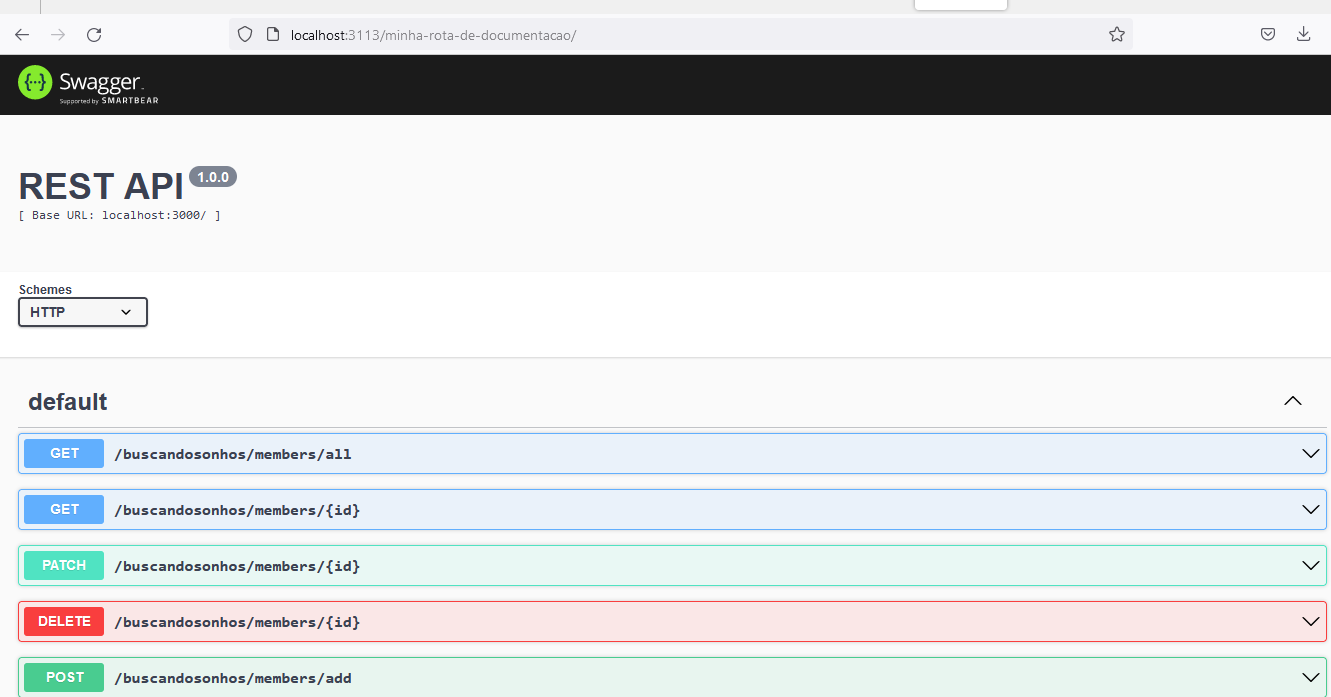 localhost:3113/minha-rota-de-documentacao/
{···} Swagger™
Supported by SMARTBEAR
REST API 1.0.0
[ Base URL: localhost:3000/ ]
Schemes
HTTP
default
GET /buscandosonhos/members/all
GET /buscandosonhos/members/{id}
PATCH /buscandosonhos/members/{id}
DELETE /buscandosonhos/members/{id}
POST /buscandosonhos/members/add